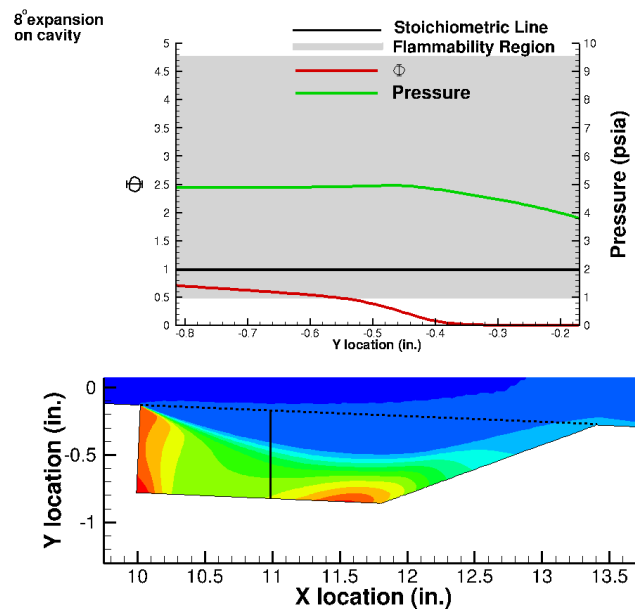 8°expansion
on cavity
Stoichiometric Line
Flammability Region
Φ
Pressure
5
4.5
4
3.5
3
2.5
2
1.5
1
0.5
0
Φ
10
9
8
7
6
5
4
3
2
1
0
Pressure (psia)
-0.8 -0.7 -0.6 -0.5 -0.4 -0.3 -0.2
Y location (in.)
0
-0.5
-1
Y location (in.)
10 10.5 11 11.5 12 12.5 13 13.5
X location (in.)